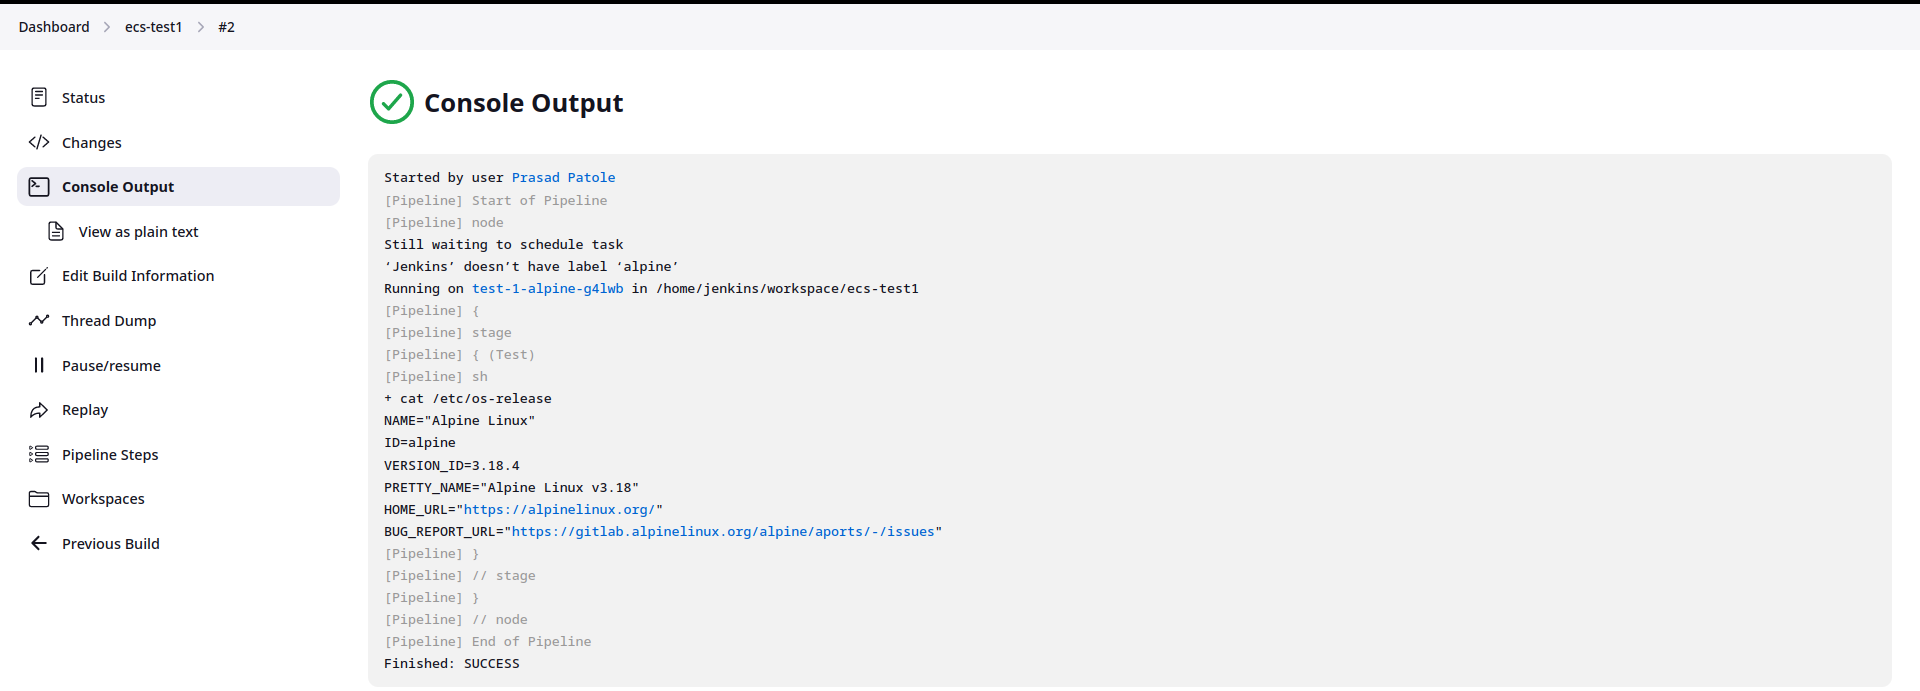 Dashboard > ecs-test1 > #2
Status
Changes
Console Output
View as plain text
Edit Build Information
Thread Dump
Pause/resume
Replay
Pipeline Steps
Workspaces
Previous Build
Console Output
Started by user Prasad Patole
[Pipeline] Start of Pipeline
[Pipeline] node
Still waiting to schedule task
‘Jenkins’ doesn’t have label ‘alpine’
Running on test-1-alpine-g4lwb in /home/jenkins/workspace/ecs-test1
[Pipeline] {
[Pipeline] stage
[Pipeline] { (Test)
[Pipeline] sh
+ cat /etc/os-release
NAME="Alpine Linux"
ID=alpine
VERSION_ID=3.18.4
PRETTY_NAME="Alpine Linux v3.18"
HOME_URL="https://alpinelinux.org/"
BUG_REPORT_URL="https://gitlab.alpinelinux.org/alpine/aports/-/issues"
[Pipeline] }
[Pipeline] // stage
[Pipeline] }
[Pipeline] // node
[Pipeline] End of Pipeline
Finished: SUCCESS